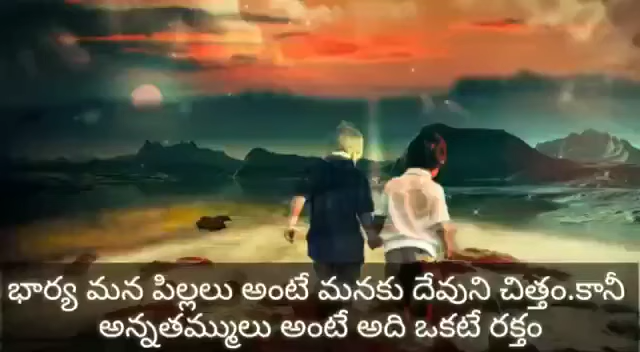 భార్య మన పిల్లలు అంటే మనకు దేవుని చిత్తం.కానీ
అన్నతమ్ములు అంటే అది ఒకటే రక్తం